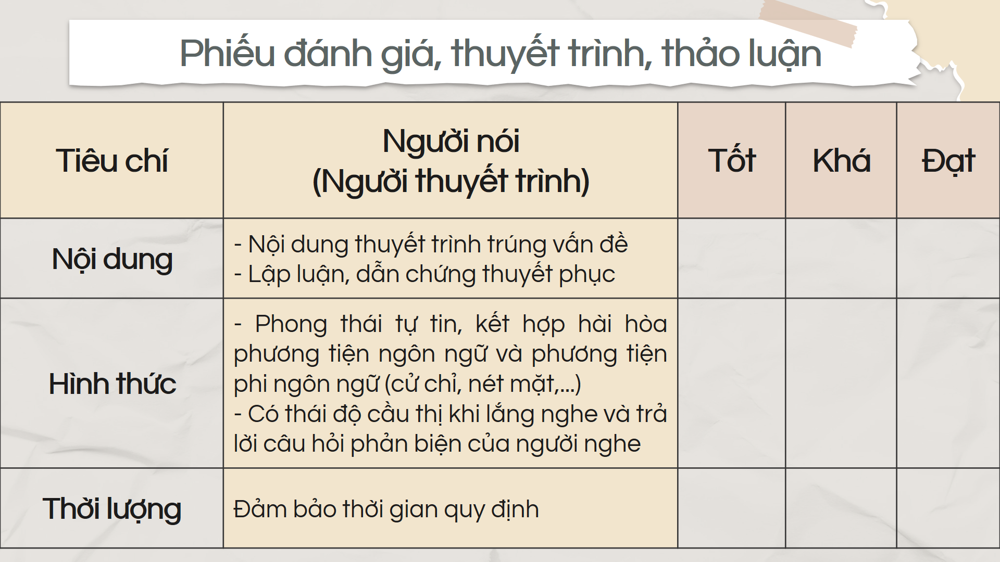 Phiếu đánh giá, thuyết trình, thảo luận
Tiêu chí
Người nói
(Người thuyết trình)
Tốt
Khá
Đạt
Nội dung
- Nội dung thuyết trình trúng vấn đề
- Lập luận, dẫn chứng thuyết phục
Hình thức
- Phong thái tự tin, kết hợp hài hòa
phương tiện ngôn ngữ và phương tiện
phi ngôn ngữ (cử chỉ, nét mặt,...)
- Có thái độ cầu thị khi lắng nghe và trả
lời câu hỏi phản biện của người nghe
Thời lượng
Đảm bảo thời gian quy định